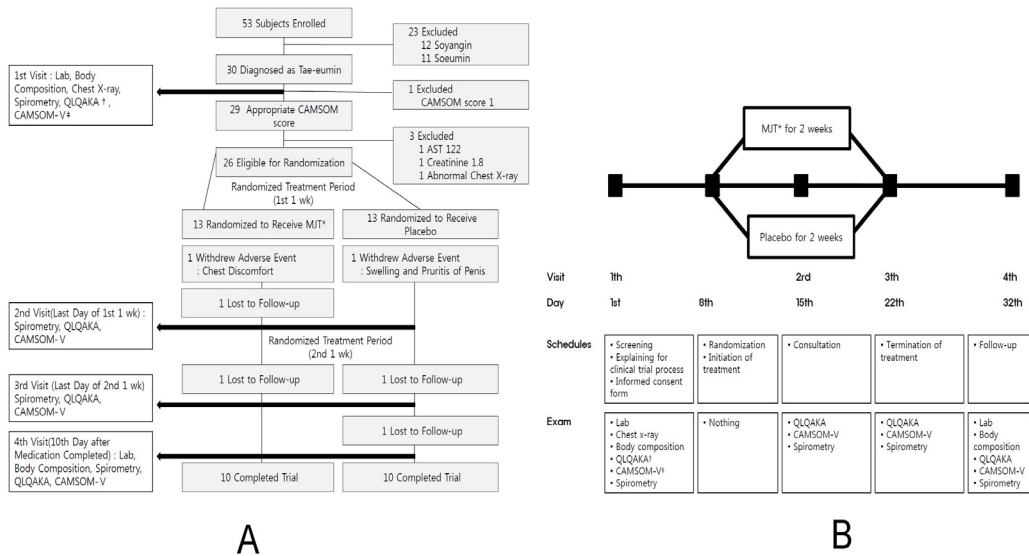 53 Subjects Enrolled
23 Excluded
12 Soyangin
11 Soeumin
30 Diagnosed as Tae-eumin
1st Visit : Lab, Body
Composition, Chest X-ray,
Spirometry, QLQAKA † ,
CAMSOM-V‡
1 Excluded
CAMSOM score 1
29 Appropriate CAMSOM
score
3 Excluded
1 AST 122
1 Creatinine 1.8
1 Abnormal Chest X-ray
26 Eligible for Randomization
Randomized Treatment Period
(1st 1 wk)
13 Randomized to Receive MJT*
13 Randomized to Receive
Placebo
1 Withdrew Adverse Event
: Chest Discomfort
1 Withdrew Adverse Event
: Swelling and Pruritis of Penis
1 Lost to Follow-up
2nd Visit(Last Day of 1st 1 wk) :
Spirometry, QLQAKA,
CAMSOM-V
Randomized Treatment Period
(2nd 1 wk)
1 Lost to Follow-up
1 Lost to Follow-up
3rd Visit (Last Day of 2nd 1 wk)
Spirometry, QLQAKA,
CAMSOM-V
1 Lost to Follow-up
4th Visit(10th Day after
Medication Completed) : Lab,
Body Composition, Spirometry,
QLQAKA, CAMSOM-V
10 Completed Trial
10 Completed Trial
A
MJT* for 2 weeks
Placebo for 2 weeks
Visit 1th 2rd 3th 4th
Day 1st 8th 15th 22th 32th
Schedules
• Screening
• Explaining for
clinical trial process
• Informed consent
form
• Randomization
• Initiation of
treatment
• Consultation
• Termination of
treatment
• Follow-up
Exam
• Lab
• Chest x-ray
• Body composition
• QLQAKA†
• CAMSOM-V‡
• Spirometry
• Nothing
• QLQAKA
• CAMSOM-V
• Spirometry
• QLQAKA
• CAMSOM-V
• Spirometry
• Lab
• Body
composition
• QLQAKA
• CAMSOM-V
• Spirometry
B